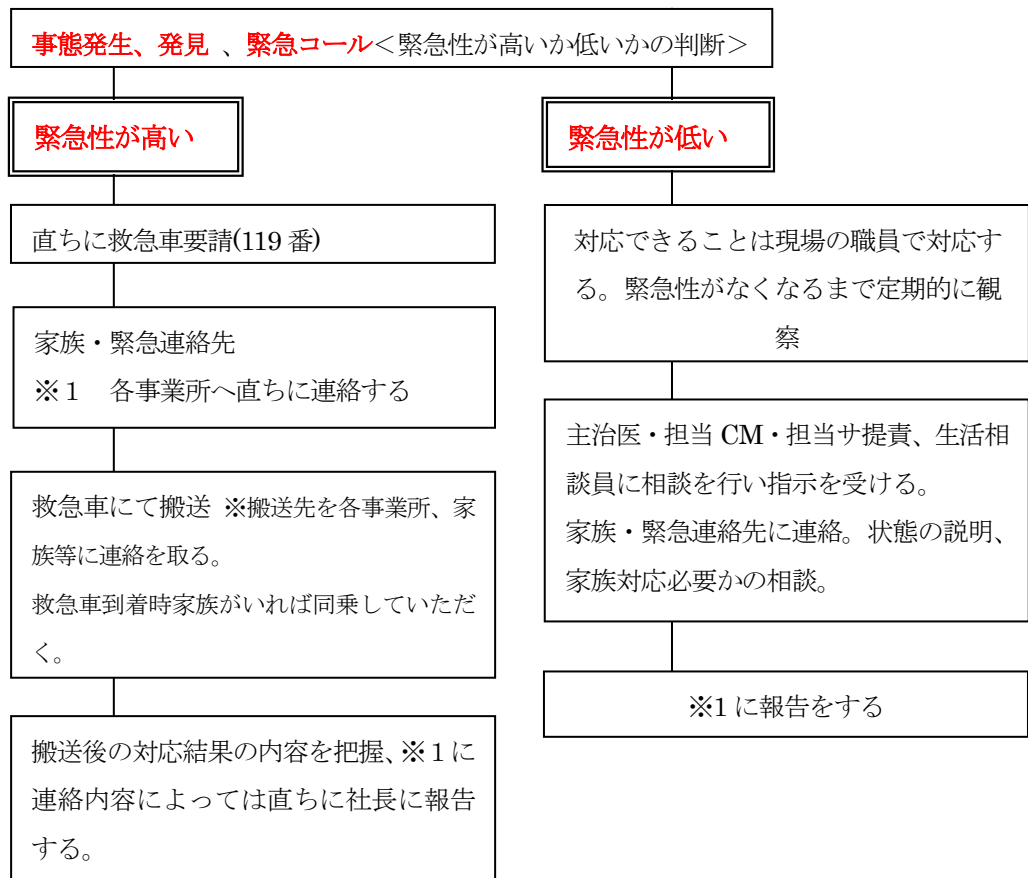 事態発生、発見 、緊急コール<緊急性が高いか低いかの判断>
緊急性が高い
直ちに救急車要請(119 番)
家族・緊急連絡先
※１　各事業所へ直ちに連絡する
救急車にて搬送 ※搬送先を各事業所、家
族等に連絡を取る。
救急車到着時家族がいれば同乗していただ
く。
搬送後の対応結果の内容を把握、※１に
連絡内容によっては直ちに社長に報告
する。
緊急性が低い
対応できることは現場の職員で対応す
る。緊急性がなくなるまで定期的に観
察
主治医・担当 CM・担当サ提責、生活相
談員に相談を行い指示を受ける。
家族・緊急連絡先に連絡。状態の説明、
家族対応必要かの相談。
※1 に報告をする